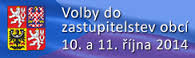 Volby do
zastupitelstev obcí
10. a 11. října 2014